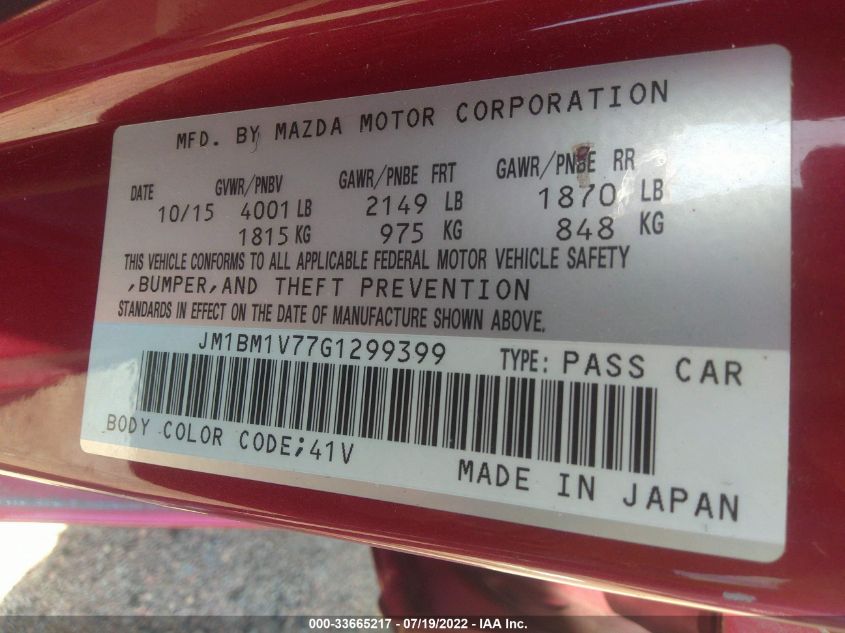 MFD. BY MAZDA MOTOR CORPORATION
DATE GVWR/PNBV GAWR/PNBE FRT GAWR/PNBE RR
10/15 4001 LB 2149 LB 1870 LB
1815 KG 975 KG 848 KG
THIS VEHICLE CONFORMS TO ALL APPLICABLE FEDERAL MOTOR VEHICLE SAFETY
,BUMPER,AND THEFT PREVENTION
STANDARDS IN EFFECT ON THE DATE OF MANUFACTURE SHOWN ABOVE.
JM1BM1V77G1299399 TYPE: PASS CAR
BODY COLOR CODE;41V
MADE IN JAPAN
000-33665217 - 07/19/2022 - IAA Inc.